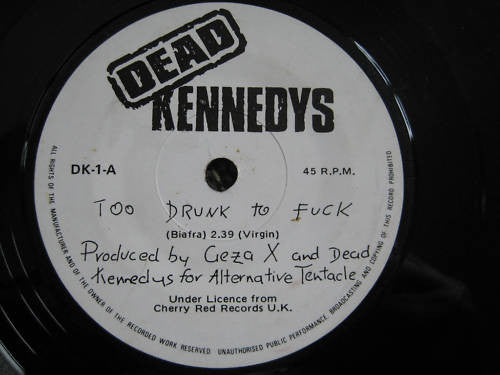 DEAD
KENNEDYS
DK-1-A
45 R.P.M.
TOO DRUNK to FUCK
(Biafra) 2.39 (Virgin)
Produced by Geza X and Dead
Kennedys for Alternative Tentacle
Under Licence from
Cherry Red Records U.K.
ALL RIGHTS OF THE MANUFACTURER AND OF THE OWNER OF THE RECORDED WORK RESERVED UNAUTHORISED PUBLIC PERFORMANCE, BROADCASTING AND COPYING OF THIS RECORD PROHIBITED